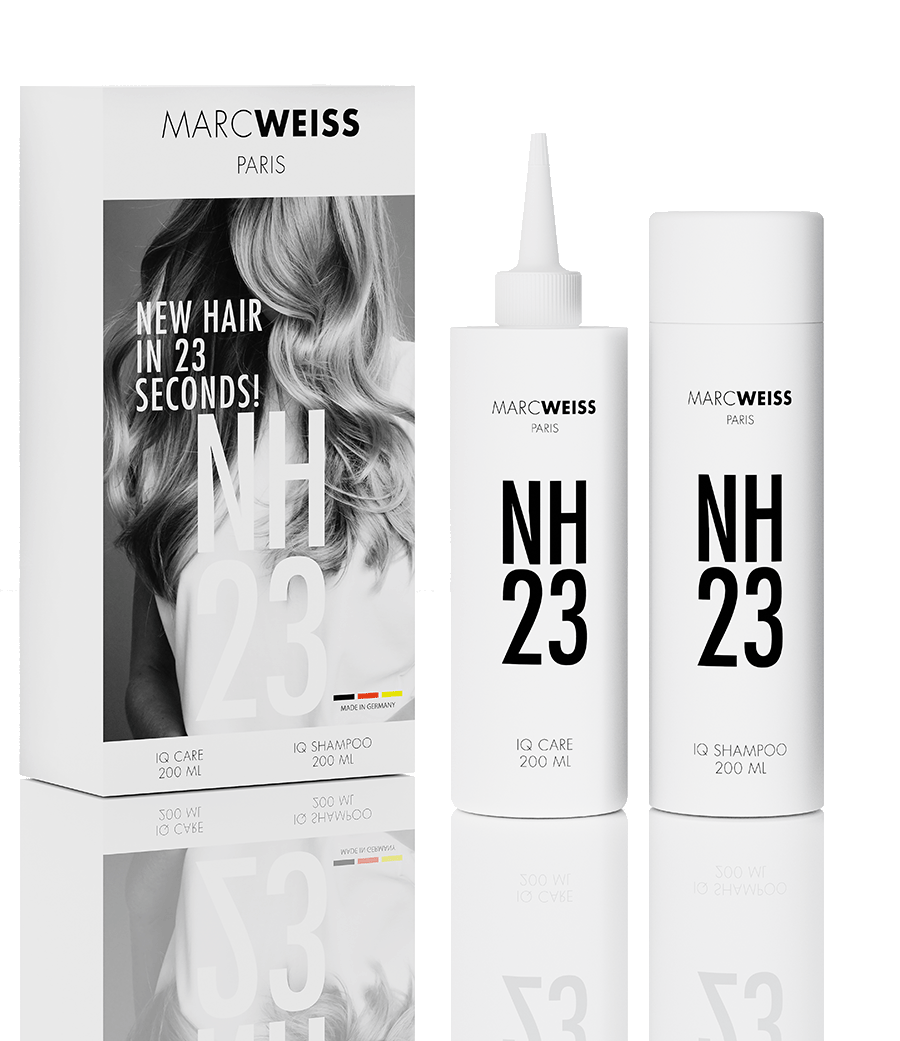 MARCWEISS
PARIS
NEW HAIR
IN 23
SECONDS!
NH
23
MADE IN GERMANY
IQ CARE
200 ML
IQ SHAMPOO
200 ML
MARCWEISS
PARIS
NH
23
IQ CARE
200 ML
MARCWEISS
PARIS
NH
23
IQ SHAMPOO
200 ML